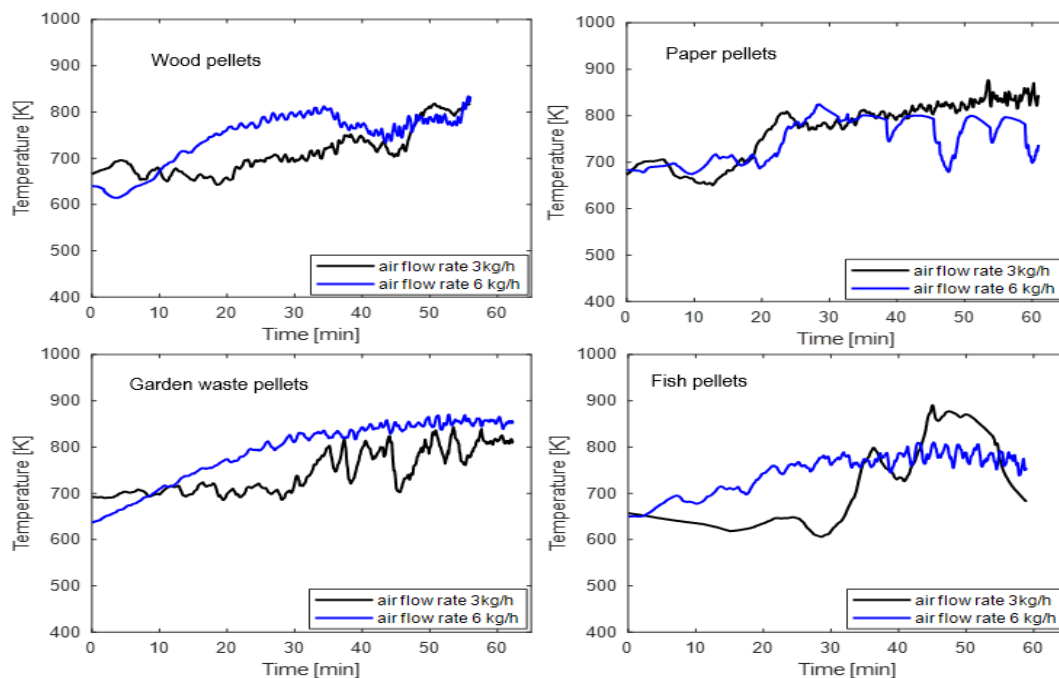 1000
900
800
700
600
500
400
Temperature [K]
Wood pellets
air flow rate 3kg/h
air flow rate 6 kg/h
0 10 20 30 40 50 60
Time [min]
1000
900
800
700
600
500
400
Temperature [K]
Paper pellets
air flow rate 3kg/h
air flow rate 6 kg/h
0 10 20 30 40 50 60
Time [min]
1000
900
800
700
600
500
400
Temperature [K]
Garden waste pellets
air flow rate 3kg/h
air flow rate 6 kg/h
0 10 20 30 40 50 60
Time [min]
1000
900
800
700
600
500
400
Temperature [K]
Fish pellets
air flow rate 3kg/h
air flow rate 6 kg/h
0 10 20 30 40 50 60
Time [min]